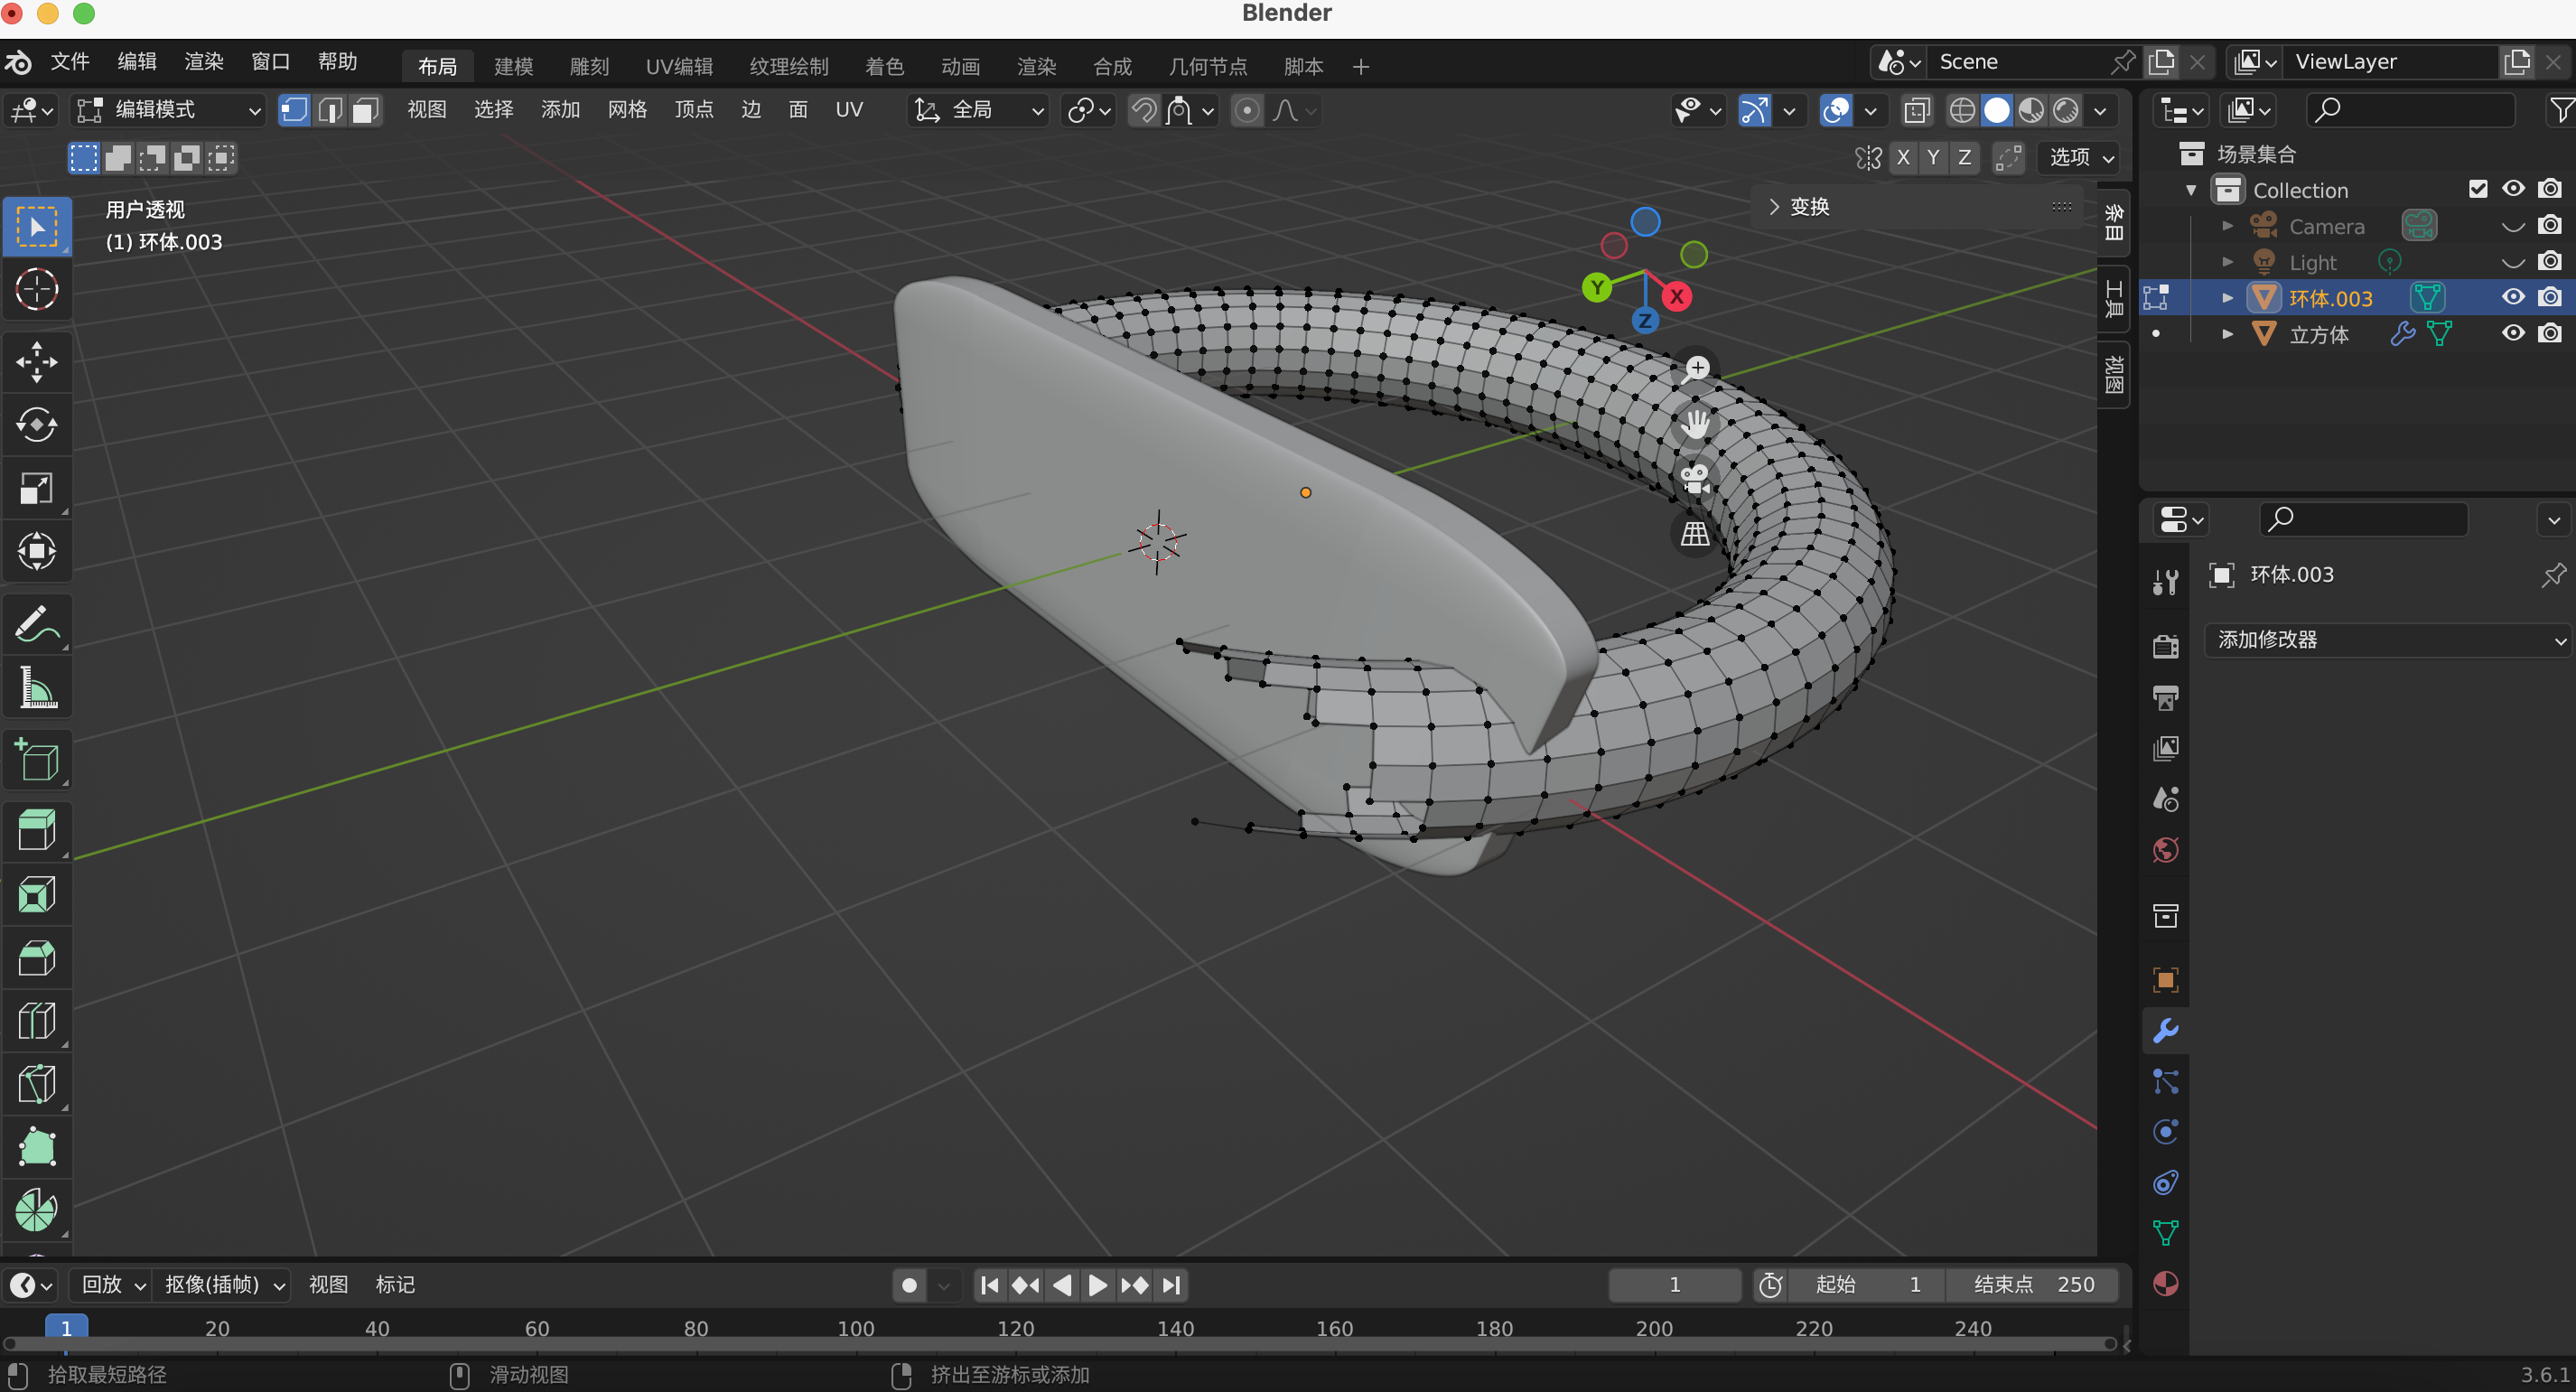 Blender
文件 编辑 渲染 窗口 帮助 布局 建模 雕刻 UV编辑 纹理绘制 着色 动画 渲染 合成 几何节点 脚本 + Scene ViewLayer
编辑模式 视图 选择 添加 网格 顶点 边 面 UV 全局
X Y Z 选项
用户透视
(1) 环体.003
变换
条目
工具
视图
Y X Z
场景集合
Collection
Camera
Light
环体.003
立方体
环体.003
添加修改器
回放 抠像(插帧) 视图 标记 1 起始 1 结束点 250
1 20 40 60 80 100 120 140 160 180 200 220 240
拾取最短路径 滑动视图 挤出至游标或添加 3.6.1